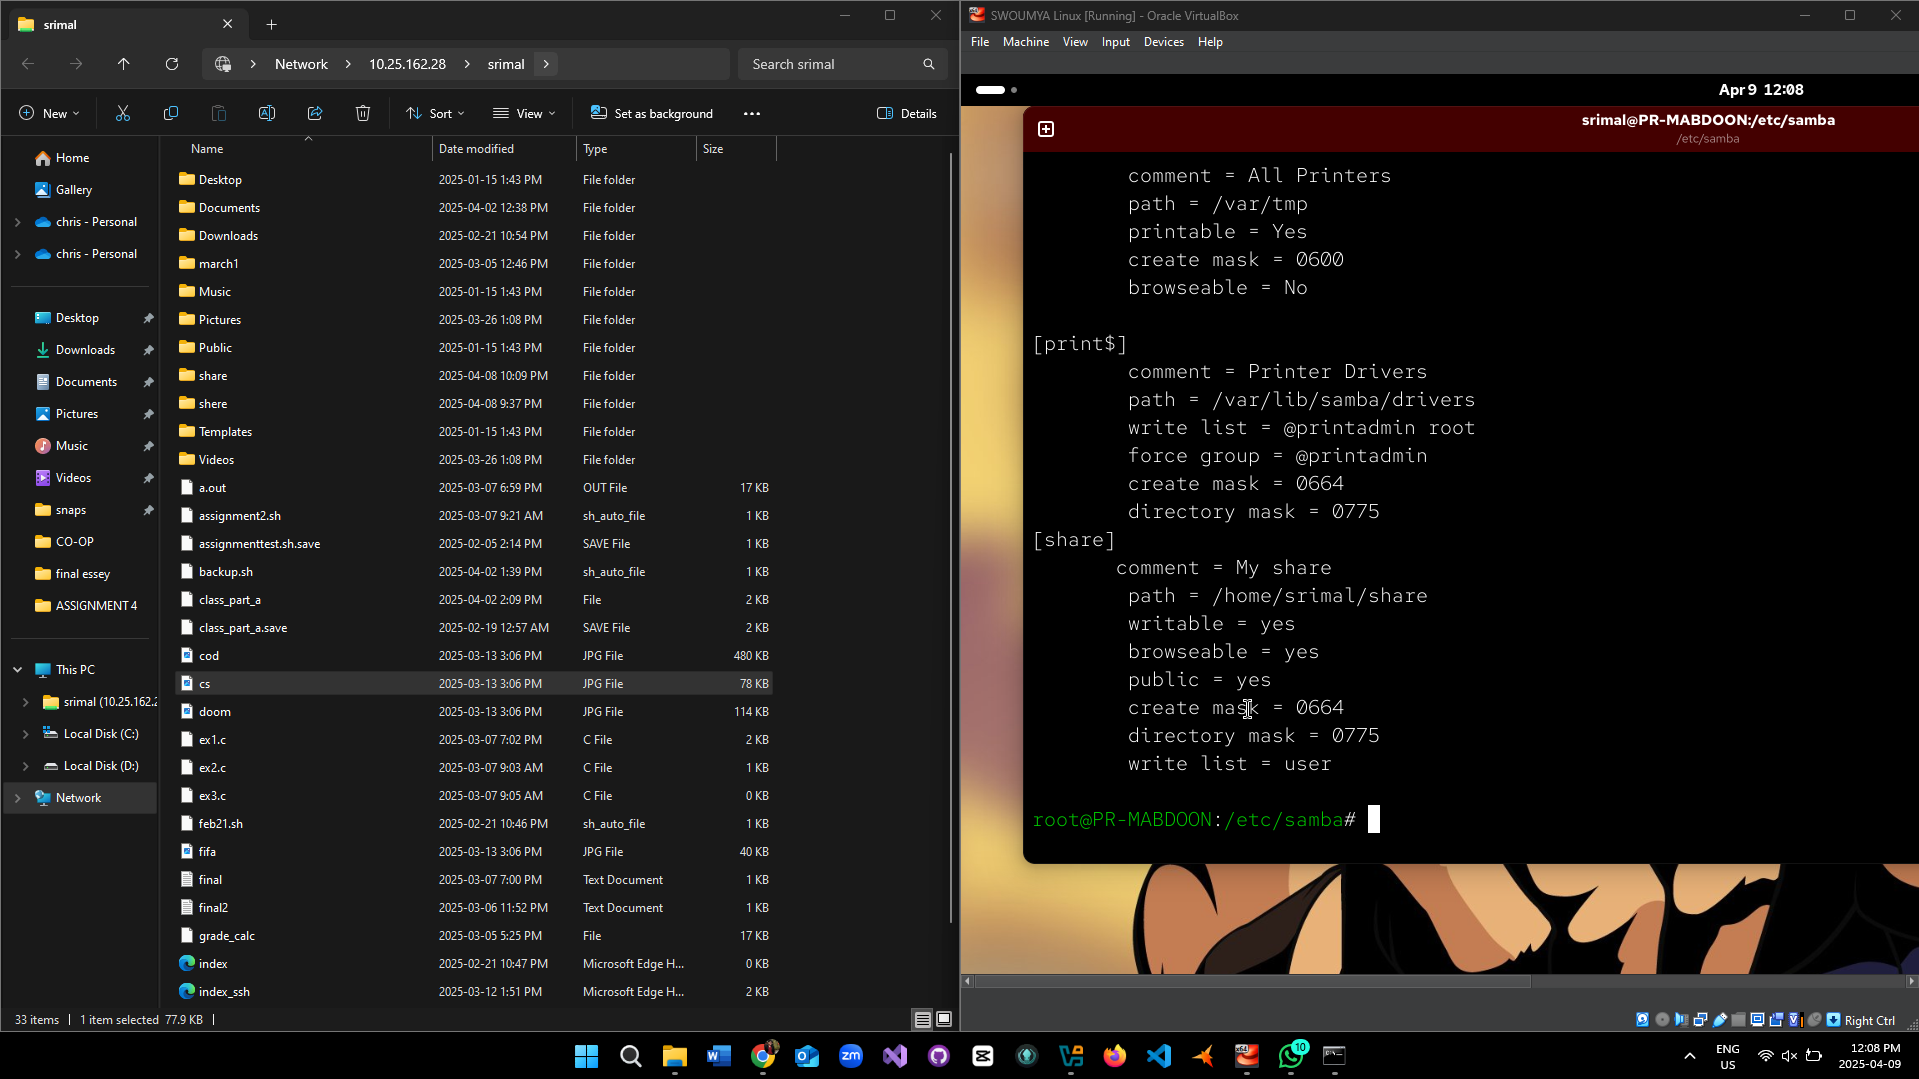 srimal
Network
10.25.162.28
srimal
Search srimal
New
Sort
View
Set as background
Details
Name Date modified Type Size
Home
Gallery
chris - Personal
chris - Personal
Desktop
Downloads
Documents
Pictures
Music
Videos
snaps
CO-OP
final essey
ASSIGNMENT 4
This PC
srimal (10.25.162.2
Local Disk (C:)
Local Disk (D:)
Network
Desktop 2025-01-15 1:43 PM File folder
Documents 2025-04-02 12:38 PM File folder
Downloads 2025-02-21 10:54 PM File folder
march1 2025-03-05 12:46 PM File folder
Music 2025-01-15 1:43 PM File folder
Pictures 2025-03-26 1:08 PM File folder
Public 2025-01-15 1:43 PM File folder
share 2025-04-08 10:09 PM File folder
shere 2025-04-08 9:37 PM File folder
Templates 2025-01-15 1:43 PM File folder
Videos 2025-03-26 1:08 PM File folder
a.out 2025-03-07 6:59 PM OUT File 17 KB
assignment2.sh 2025-03-07 9:21 AM sh_auto_file 1 KB
assignmenttest.sh.save 2025-02-05 2:14 PM SAVE File 1 KB
backup.sh 2025-04-02 1:39 PM sh_auto_file 1 KB
class_part_a 2025-04-02 2:09 PM File 2 KB
class_part_a.save 2025-02-19 12:57 AM SAVE File 2 KB
cod 2025-03-13 3:06 PM JPG File 480 KB
cs 2025-03-13 3:06 PM JPG File 78 KB
doom 2025-03-13 3:06 PM JPG File 114 KB
ex1.c 2025-03-07 7:02 PM C File 2 KB
ex2.c 2025-03-07 9:03 AM C File 1 KB
ex3.c 2025-03-07 9:05 AM C File 0 KB
feb21.sh 2025-02-21 10:46 PM sh_auto_file 1 KB
fifa 2025-03-13 3:06 PM JPG File 40 KB
final 2025-03-07 7:00 PM Text Document 1 KB
final2 2025-03-06 11:52 PM Text Document 1 KB
grade_calc 2025-03-05 5:25 PM File 17 KB
index 2025-02-21 10:47 PM Microsoft Edge H... 0 KB
index_ssh 2025-03-12 1:51 PM Microsoft Edge H... 2 KB
33 items 1 item selected 77.9 KB
SWOUMYA Linux [Running] - Oracle VirtualBox
File Machine View Input Devices Help
Apr 9 12:08
srimal@PR-MABDOON:/etc/samba
/etc/samba
comment = All Printers
path = /var/tmp
printable = Yes
create mask = 0600
browseable = No
[print$]
comment = Printer Drivers
path = /var/lib/samba/drivers
write list = @printadmin root
force group = @printadmin
create mask = 0664
directory mask = 0775
[share]
comment = My share
path = /home/srimal/share
writable = yes
browseable = yes
public = yes
create mask = 0664
directory mask = 0775
write list = user
root@PR-MABDOON:/etc/samba#
Right Ctrl
zm
10
ENG
US
12:08 PM
2025-04-09